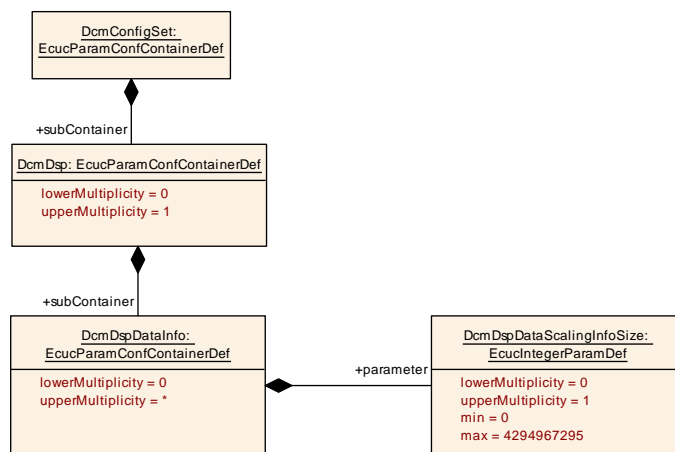 DcmConfigSet:
EcucParamConfContainerDef
+subContainer
DcmDsp: EcucParamConfContainerDef
lowerMultiplicity = 0
upperMultiplicity = 1
+subContainer
DcmDspDataInfo:
EcucParamConfContainerDef
lowerMultiplicity = 0
upperMultiplicity = *
+parameter
DcmDspDataScalingInfoSize:
EcucIntegerParamDef
lowerMultiplicity = 0
upperMultiplicity = 1
min = 0
max = 4294967295